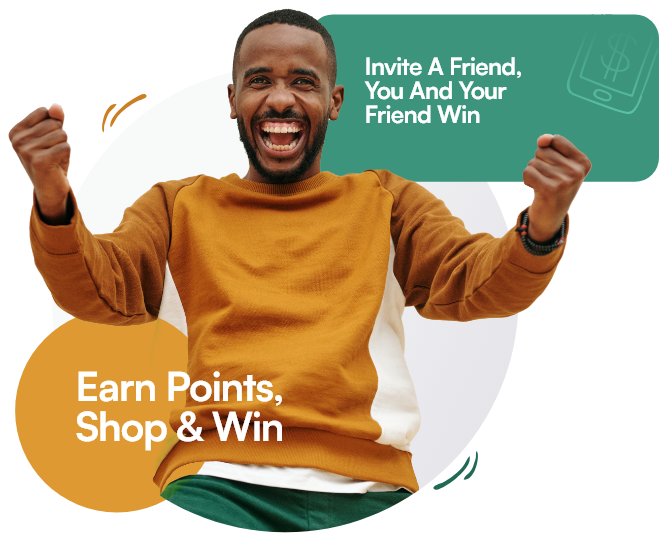 Invite A Friend,
You And Your
Friend Win
Earn Points,
Shop & Win